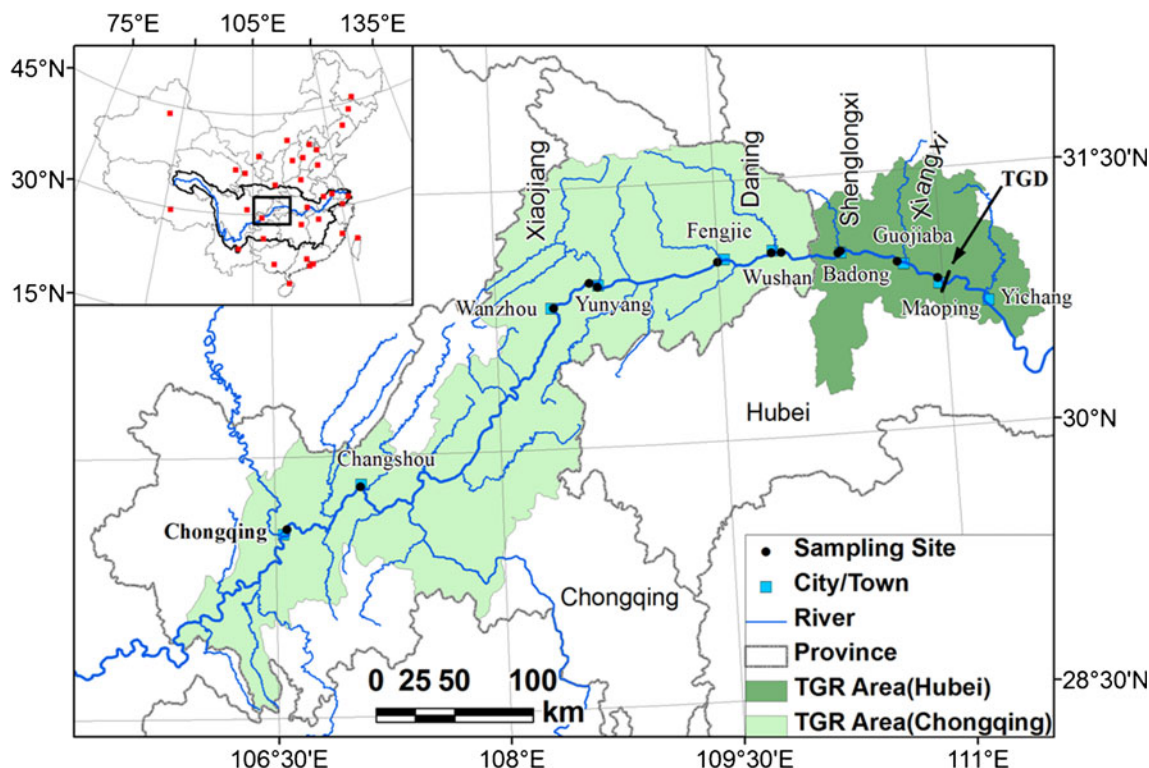 75°E 105°E 135°E
45°N
30°N
15°N
Xiaojiang
Daning
Shenglongxi
Xiangxi
TGD
31°30'N
Fengjie
Guojiaba
Wushan
Badong
Wanzhou
Yunyang
Maoping
Yichang
Hubei
30°N
Changshou
Chongqing
Chongqing
Sampling Site
City/Town
River
Province
TGR Area(Hubei)
TGR Area(Chongqing)
28°30'N
0 25 50 100
km
106°30'E 108°E 109°30'E 111°E